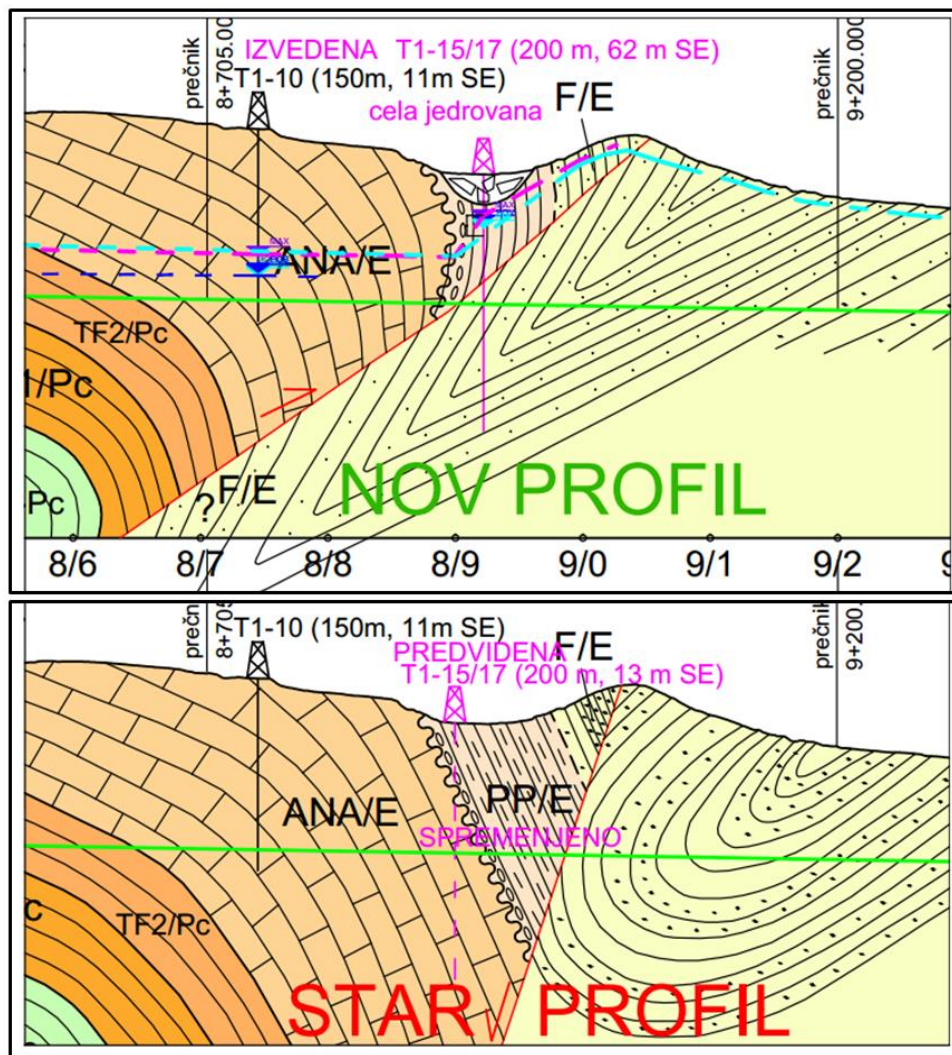 prečnik
8+705.00
IZVEDENA T1-15/17 (200 m, 62 m SE)
T1-10 (150m, 11m SE)
cela jedrovana
F/E
prečnik
9+200.000
MAX
MAX
ANA/E
TF2/Pc
1/Pc
-Pc
?
F/E
NOV PROFIL
8/6 8/7 8/8 8/9 9/0 9/1 9/2 9
prečnik
8+705
T1-10 (150m, 11m SE)
PREDVIDENA
F/E
T1-15/17 (200 m, 13 m SE)
prečnik
9+200.
ANA/E
PP/E
SPREMENJENO
c
TF2/Pc
STAR PROFIL